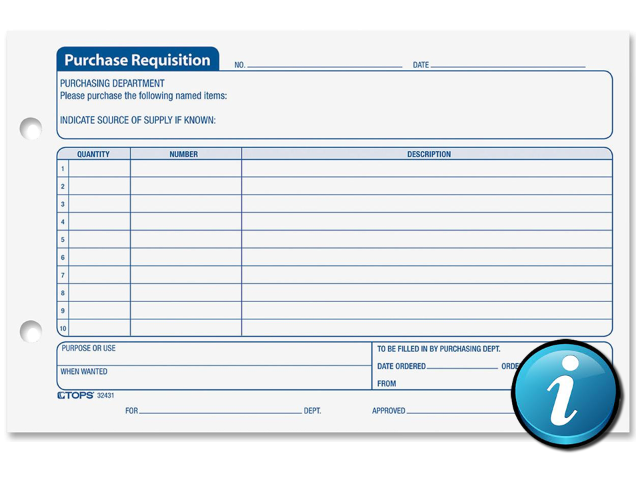 Purchase Requisition NO. DATE
PURCHASING DEPARTMENT
Please purchase the following named items:
INDICATE SOURCE OF SUPPLY IF KNOWN:
QUANTITY NUMBER DESCRIPTION
1
2
3
4
5
6
7
8
9
10
PURPOSE OR USE
WHEN WANTED
TO BE FILLED IN BY PURCHASING DEPT.
DATE ORDERED
FROM
TOPS 32431
FOR DEPT. APPROVED
i